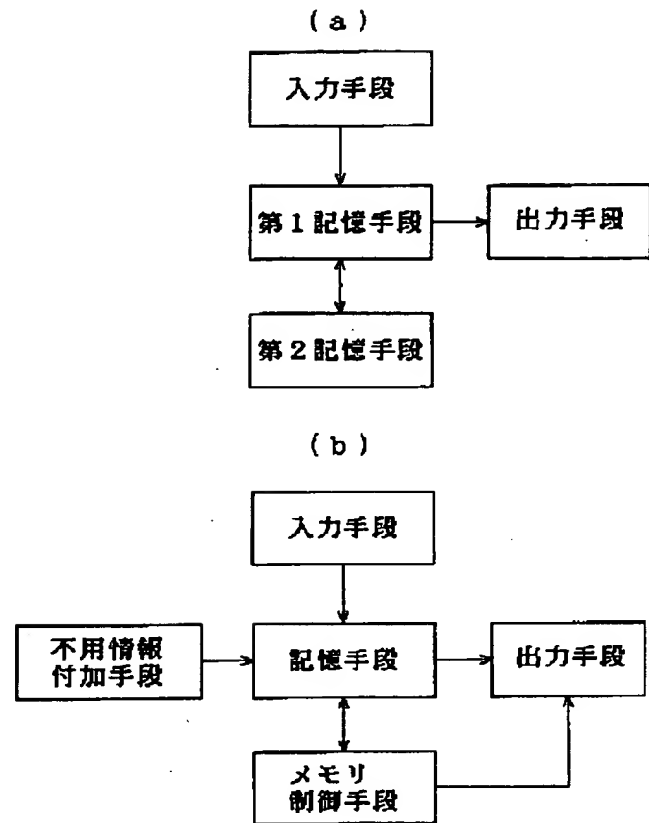 (a)
入力手段
第1記憶手段
出力手段
第2記憶手段
(b)
入力手段
不用情報
付加手段
記憶手段
出力手段
メモリ
制御手段